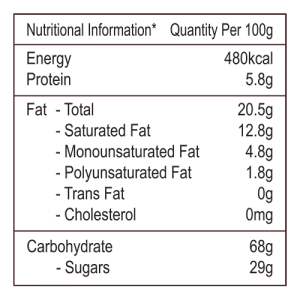 Nutritional Information* Quantity Per 100g
Energy 480kcal
Protein 5.8g
Fat - Total 20.5g
- Saturated Fat 12.8g
- Monounsaturated Fat 4.8g
- Polyunsaturated Fat 1.8g
- Trans Fat 0g
- Cholesterol 0mg
Carbohydrate 68g
- Sugars 29g